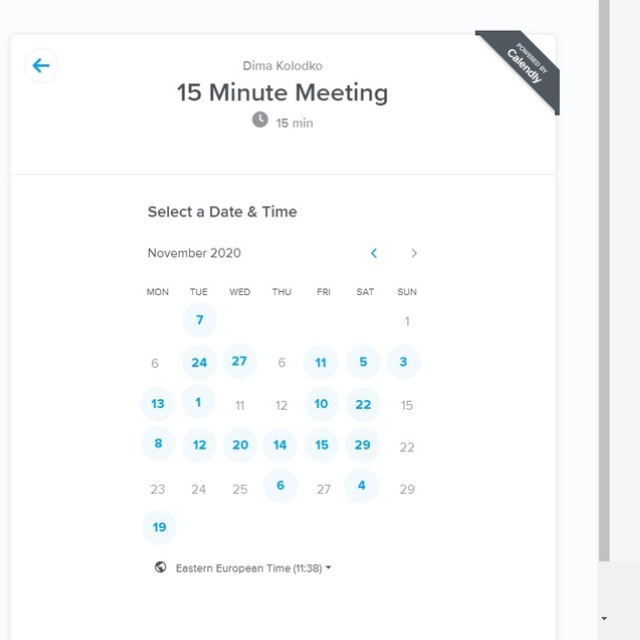 POWERED BY
Calendly
Dima Kolodko
15 Minute Meeting
15 min
Select a Date & Time
November 2020
MON TUE WED THU FRI SAT SUN
7 1
6 24 27 6 11 5 3
13 1 11 12 10 22 15
8 12 20 14 15 29 22
23 24 25 6 27 4 29
19
Eastern European Time (11:38)